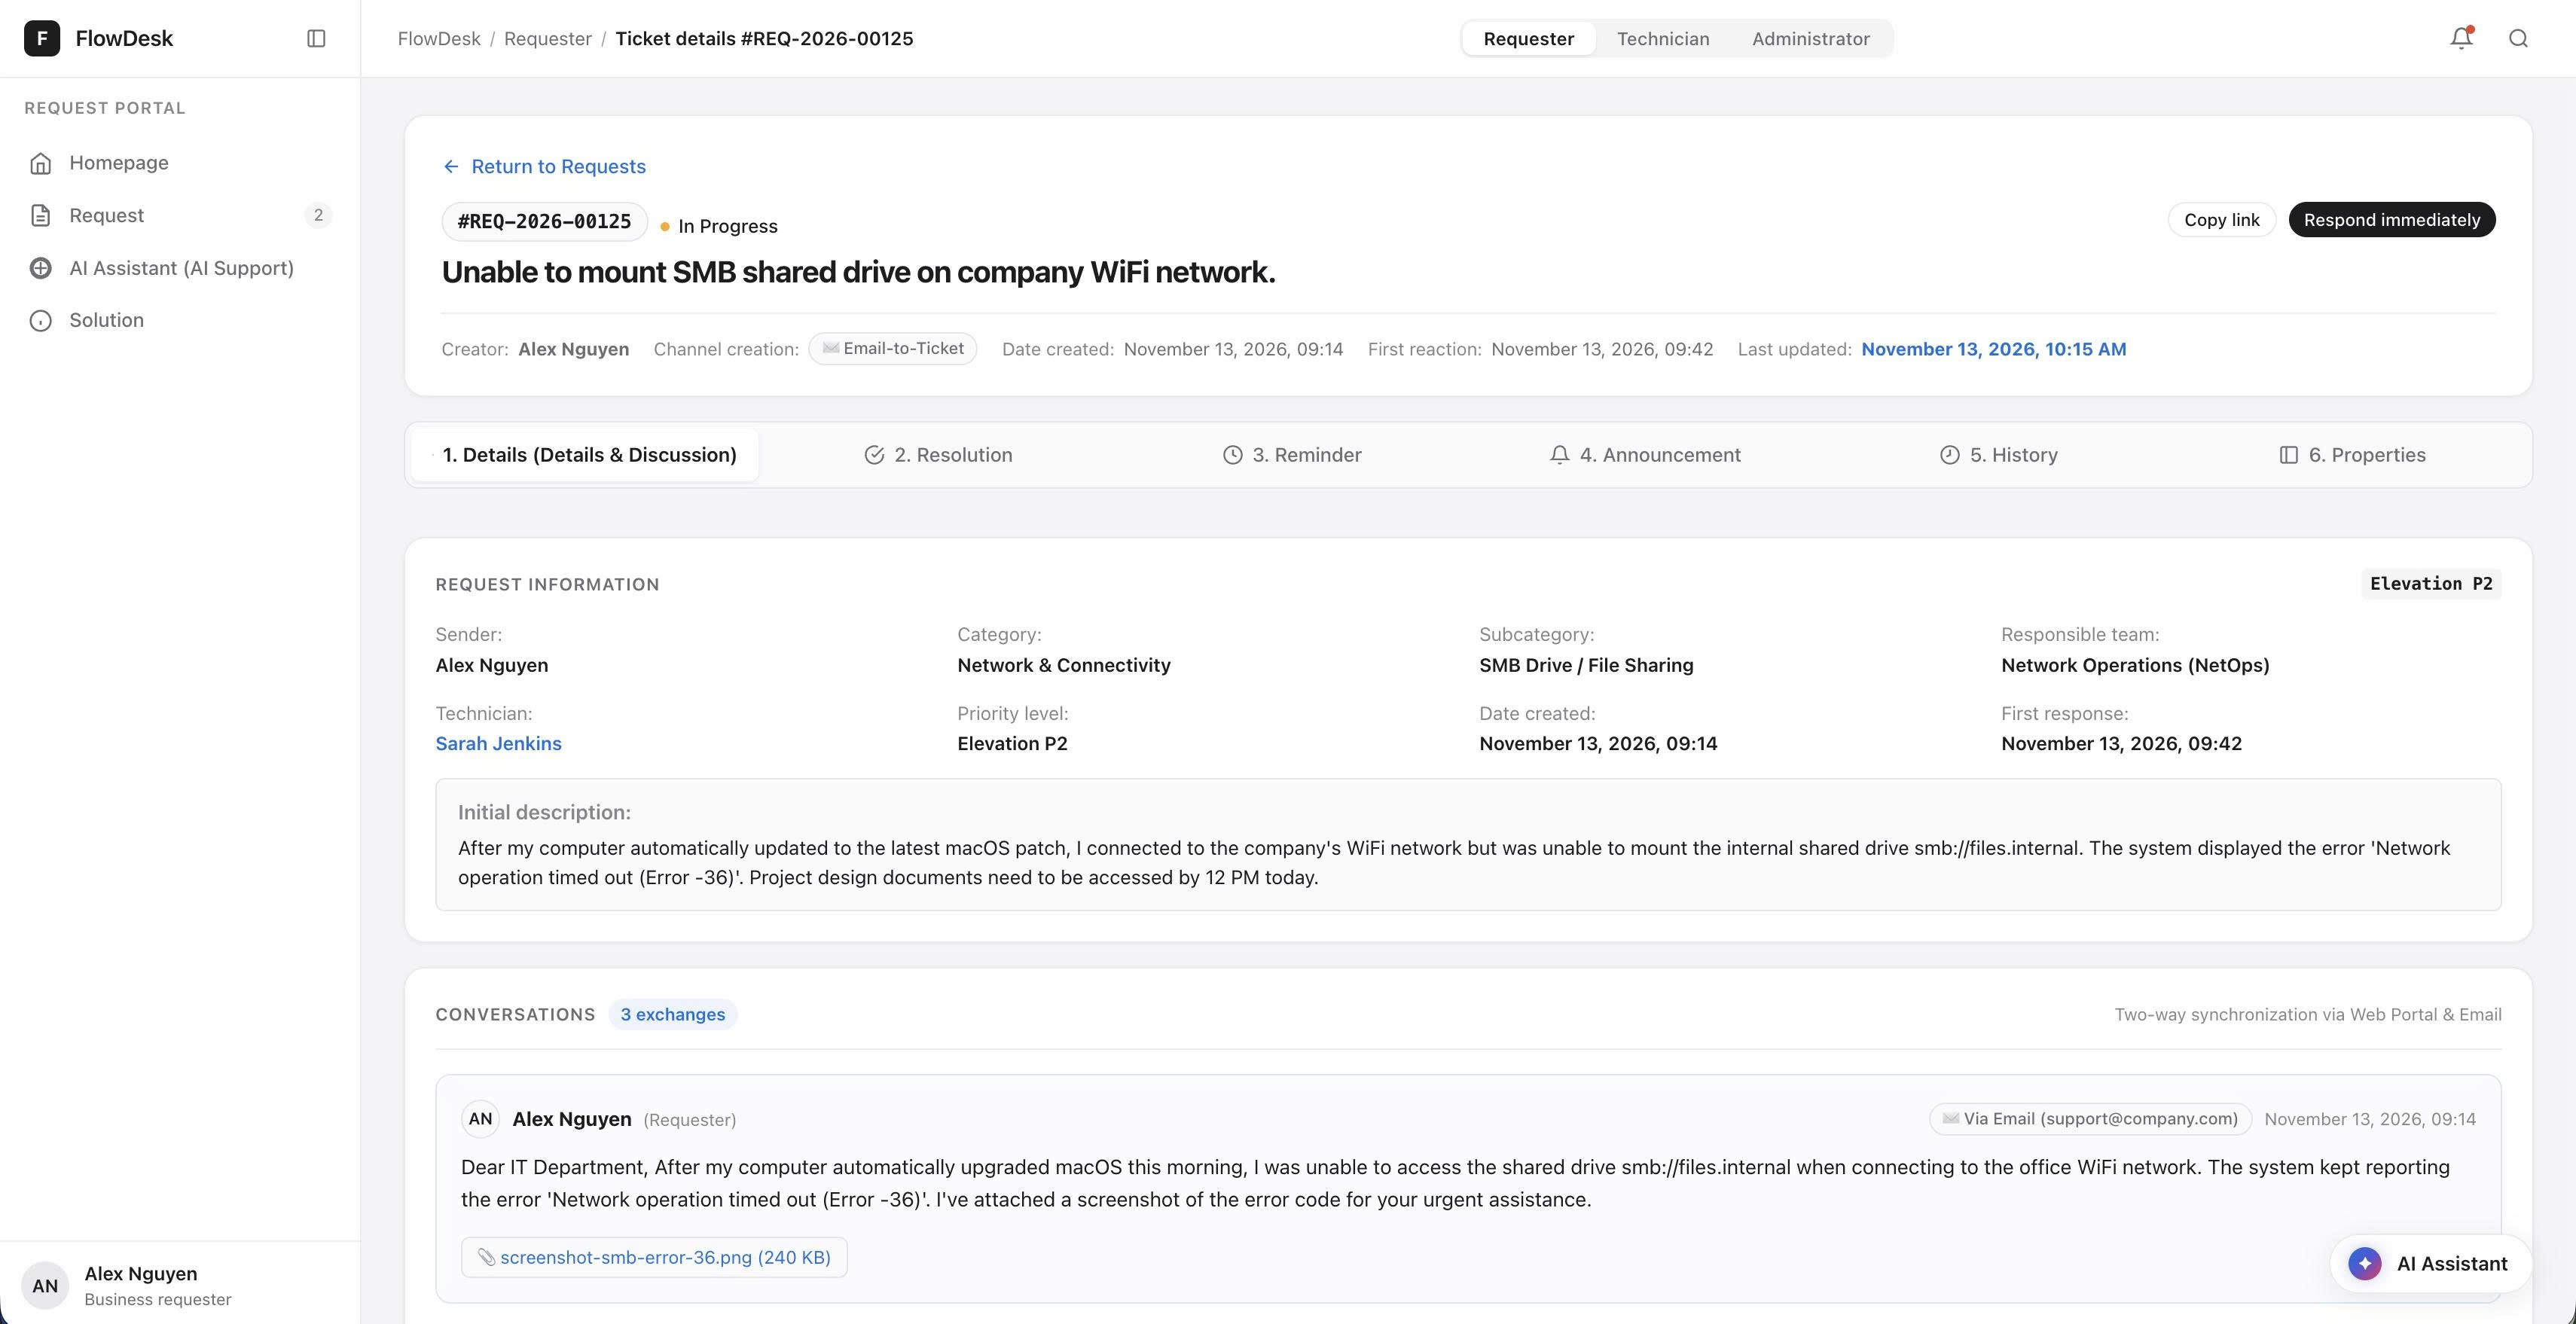 F FlowDesk
FlowDesk / Requester / Ticket details #REQ-2026-00125
Requester Technician Administrator
REQUEST PORTAL
Homepage
Request 2
AI Assistant (AI Support)
Solution
← Return to Requests
#REQ-2026-00125 In Progress
Copy link Respond immediately
Unable to mount SMB shared drive on company WiFi network.
Creator: Alex Nguyen Channel creation: Email-to-Ticket Date created: November 13, 2026, 09:14 First reaction: November 13, 2026, 09:42 Last updated: November 13, 2026, 10:15 AM
1. Details (Details & Discussion) 2. Resolution 3. Reminder 4. Announcement 5. History 6. Properties
REQUEST INFORMATION Elevation P2
Sender: Category: Subcategory: Responsible team:
Alex Nguyen Network & Connectivity SMB Drive / File Sharing Network Operations (NetOps)
Technician: Priority level: Date created: First response:
Sarah Jenkins Elevation P2 November 13, 2026, 09:14 November 13, 2026, 09:42
Initial description:
After my computer automatically updated to the latest macOS patch, I connected to the company's WiFi network but was unable to mount the internal shared drive smb://files.internal. The system displayed the error 'Network
operation timed out (Error -36)'. Project design documents need to be accessed by 12 PM today.
CONVERSATIONS 3 exchanges Two-way synchronization via Web Portal & Email
AN Alex Nguyen (Requester) Via Email (support@company.com) November 13, 2026, 09:14
Dear IT Department, After my computer automatically upgraded macOS this morning, I was unable to access the shared drive smb://files.internal when connecting to the office WiFi network. The system kept reporting
the error 'Network operation timed out (Error -36)'. I've attached a screenshot of the error code for your urgent assistance.
screenshot-smb-error-36.png (240 KB)
AI Assistant
AN Alex Nguyen
Business requester